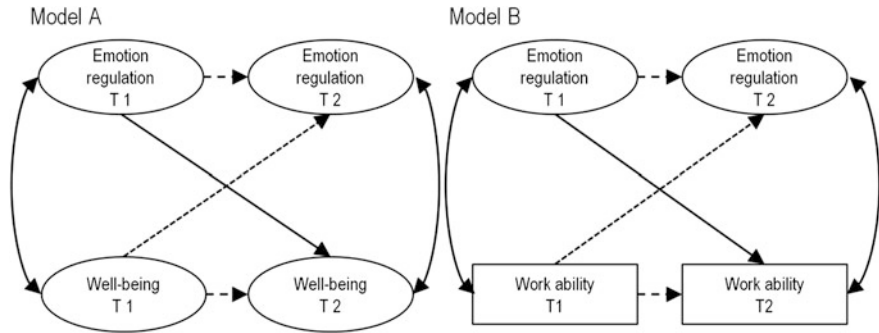 Model A
Emotion
regulation
T 1
Emotion
regulation
T 2
Well-being
T 1
Well-being
T 2
Model B
Emotion
regulation
T 1
Emotion
regulation
T 2
Work ability
T1
Work ability
T2